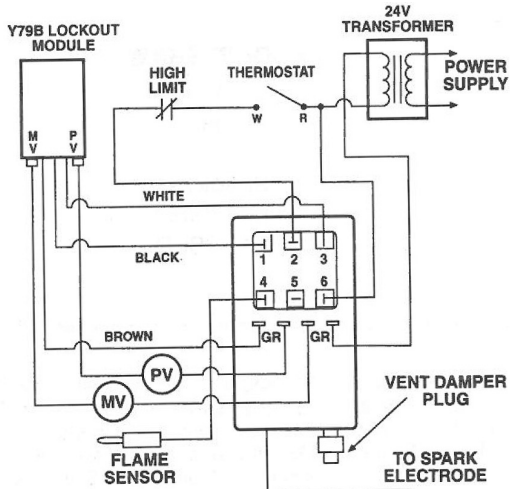 24V
TRANSFORMER
Y79B LOCKOUT
MODULE
POWER
SUPPLY
HIGH
LIMIT
THERMOSTAT
W
R
M
V
P
V
WHITE
BLACK
1 2 3
4 5 6
BROWN
GR
GR
PV
MV
VENT DAMPER
PLUG
FLAME
SENSOR
TO SPARK
ELECTRODE